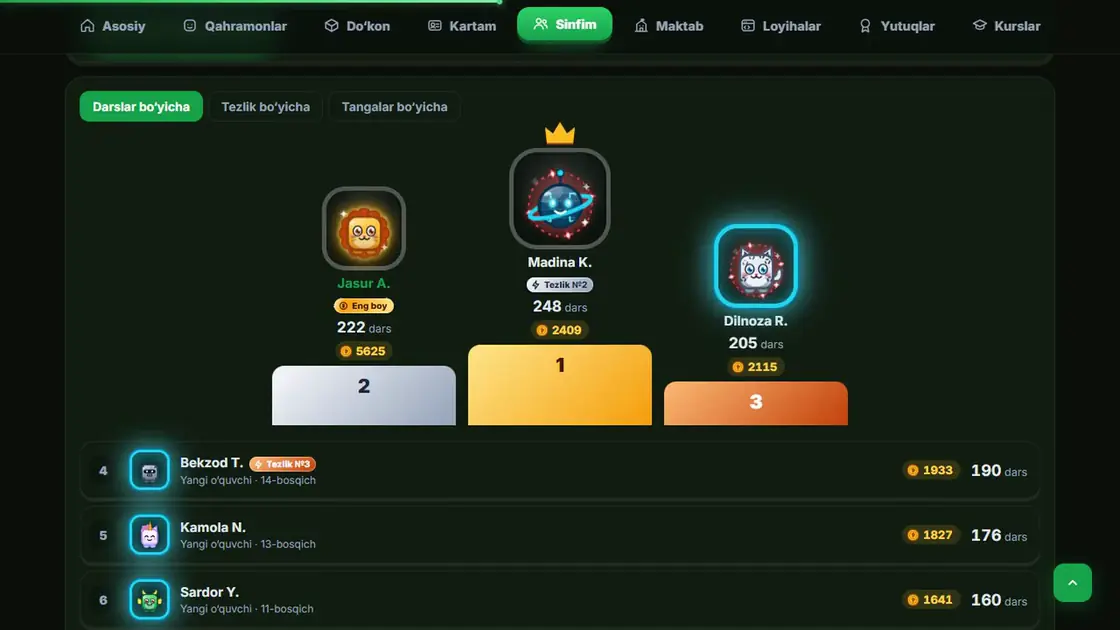 Asosiy
Qahramonlar
Do‘kon
Kartam
Sinfim
Maktab
Loyihalar
Yutuqlar
Kurslar
Darslar bo‘yicha
Tezlik bo‘yicha
Tangalar bo‘yicha
Jasur A.
Eng boy
222 dars
5625
2
Madina K.
Tezlik №2
248 dars
2409
1
Dilnoza R.
205 dars
2115
3
4
Bekzod T. Tezlik №3
Yangi o‘quvchi · 14-bosqich
1933 190 dars
5
Kamola N.
Yangi o‘quvchi · 13-bosqich
1827 176 dars
6
Sardor Y.
Yangi o‘quvchi · 11-bosqich
1641 160 dars